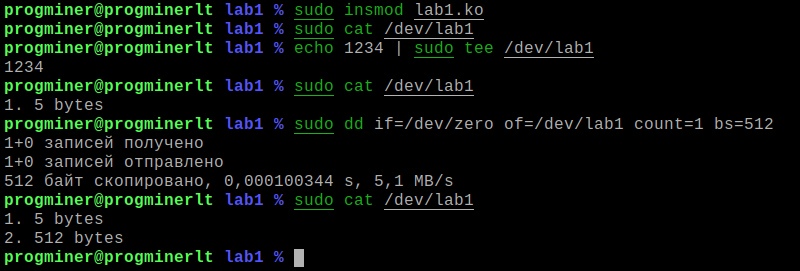 progminer@progminerlt lab1 % sudo insmod lab1.ko
progminer@progminerlt lab1 % sudo cat /dev/lab1
progminer@progminerlt lab1 % echo 1234 | sudo tee /dev/lab1
1234
progminer@progminerlt lab1 % sudo cat /dev/lab1
1. 5 bytes
progminer@progminerlt lab1 % sudo dd if=/dev/zero of=/dev/lab1 count=1 bs=512
1+0 записей получено
1+0 записей отправлено
512 байт скопировано, 0,000100344 s, 5,1 MB/s
progminer@progminerlt lab1 % sudo cat /dev/lab1
1. 5 bytes
2. 512 bytes
progminer@progminerlt lab1 %